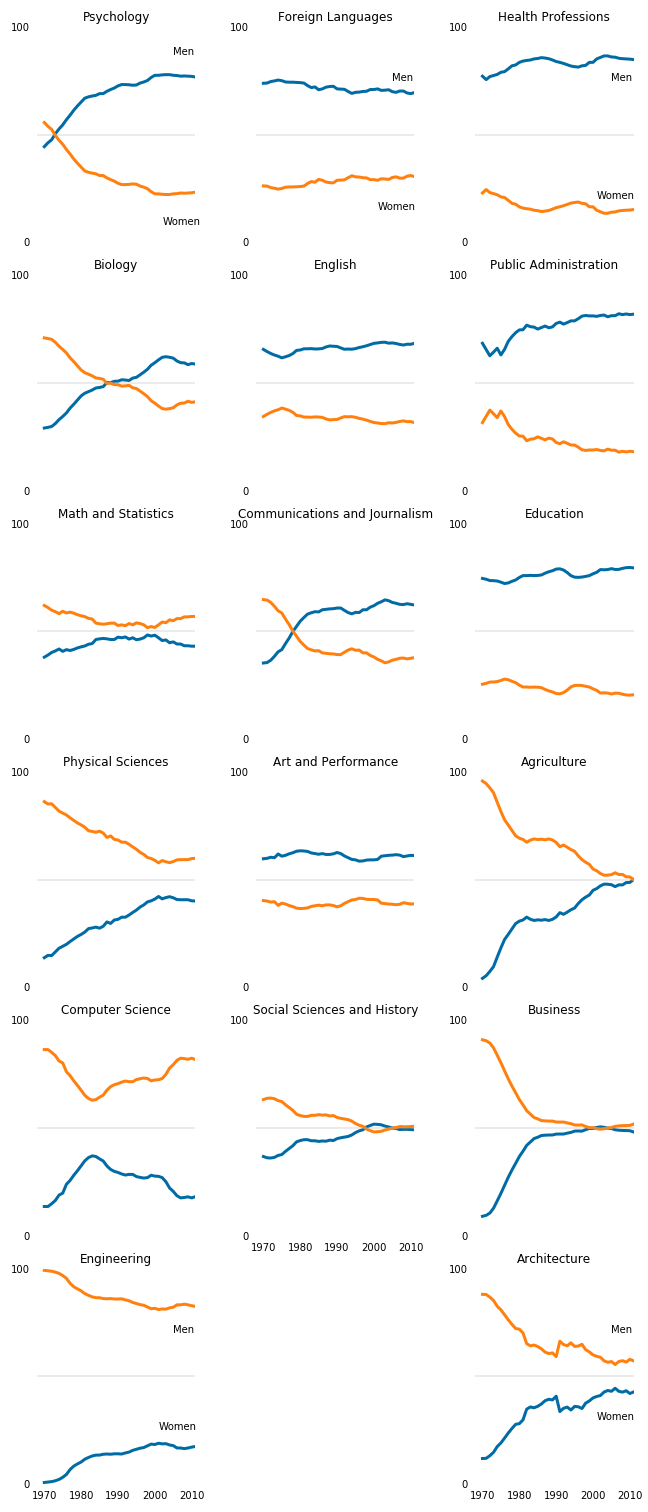 Psychology
100
Men
Women
0
Foreign Languages
100
Men
Women
0
Health Professions
100
Men
Women
0
Biology
100
0
English
100
0
Public Administration
100
0
Math and Statistics
100
0
Communications and Journalism
100
0
Education
100
0
Physical Sciences
100
0
Art and Performance
100
0
Agriculture
100
0
Computer Science
100
0
Social Sciences and History
100
0
1970 1980 1990 2000 2010
Business
100
0
Engineering
100
Men
Women
0
1970 1980 1990 2000 2010
Architecture
100
Men
Women
0
1970 1980 1990 2000 2010